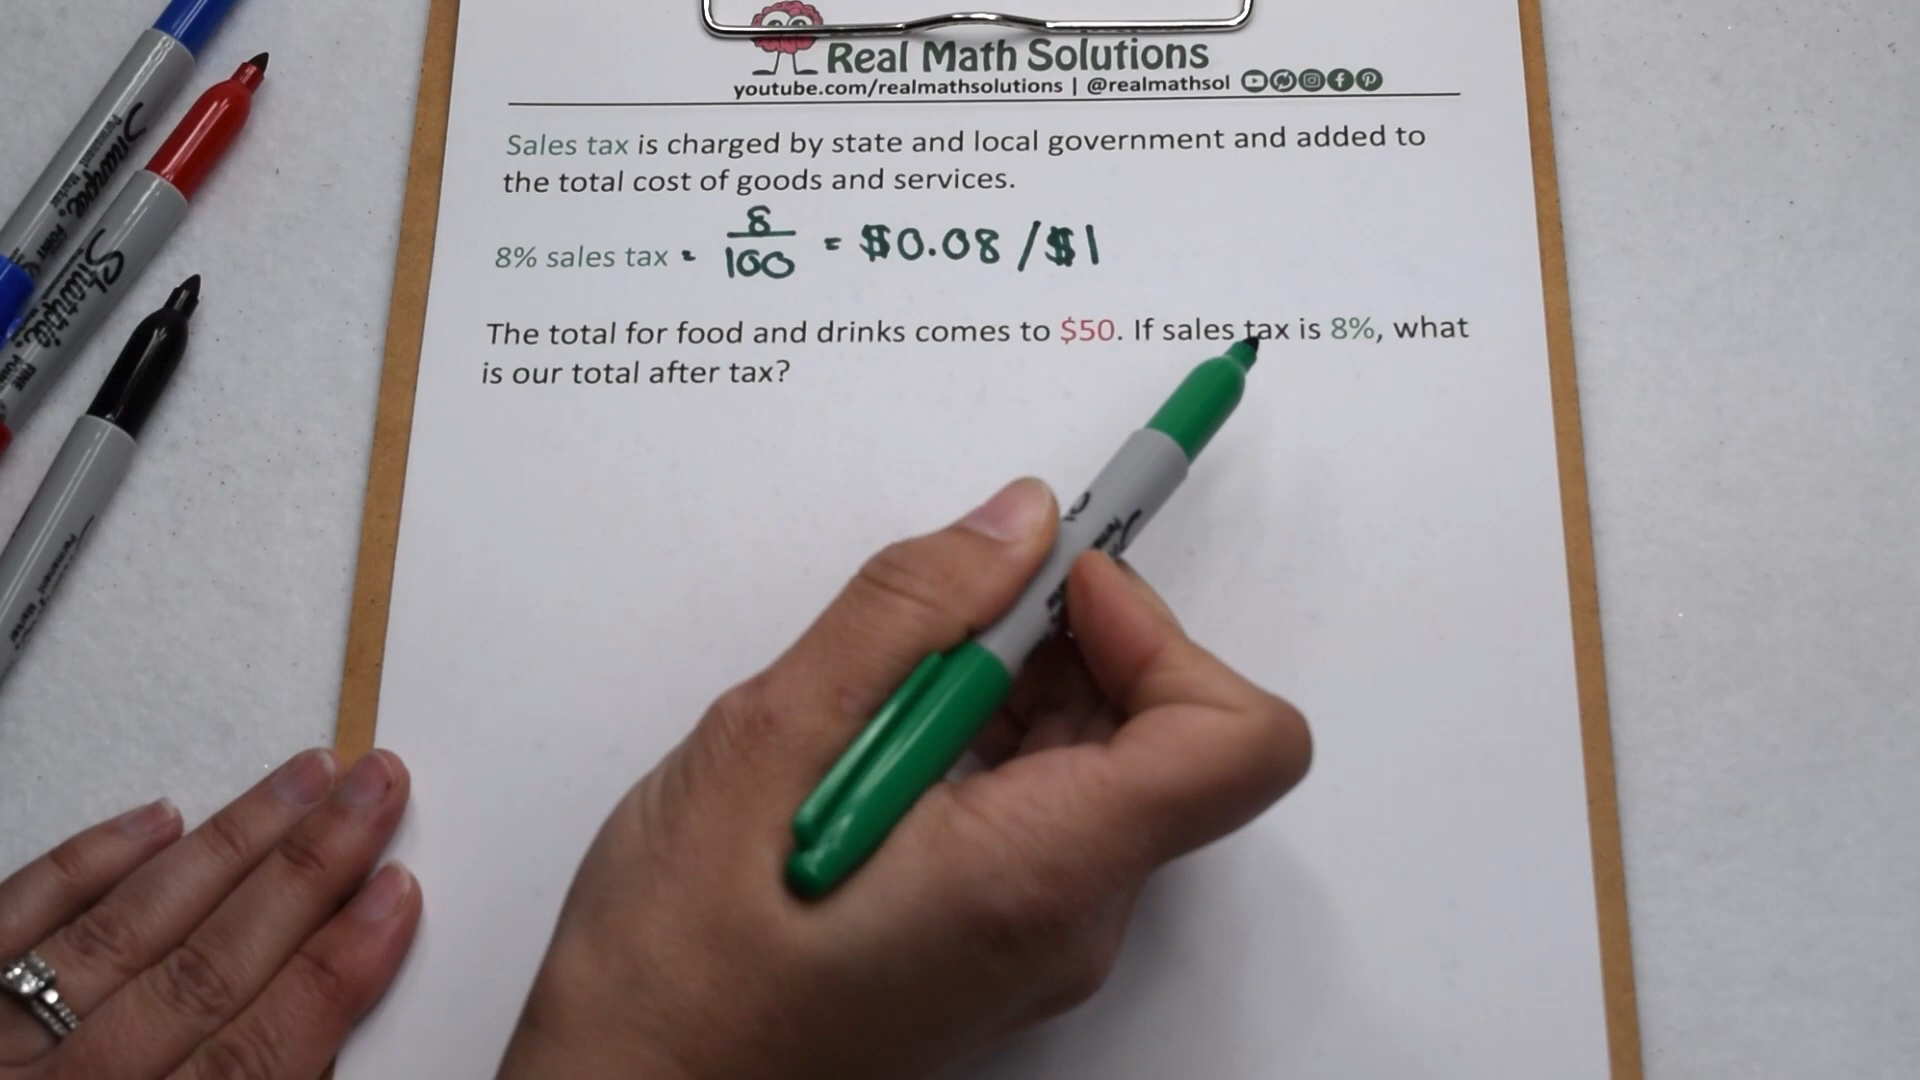 Real Math Solutions
youtube.com/realmathsolutions | @realmathsol
Sales tax is charged by state and local government and added to
the total cost of goods and services.
8% sales tax = 8/100 = $0.08 / $1
The total for food and drinks comes to $50. If sales tax is 8%, what
is our total after tax?
Sharpie